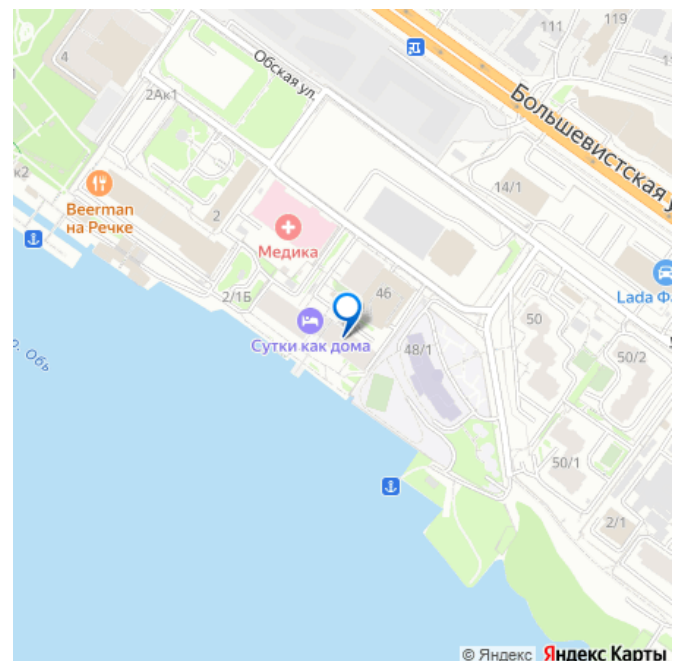 111
119
4
Обская ул.
2Ак1
Большевистская у
к2
14/1
Beerman
на Речке
2
Медика
Lada Ф
2/1Б
46
50
Сутки как дома
48/1
50/2
р. Обь
50/1
2/1
© Яндекс Яндекс Карты